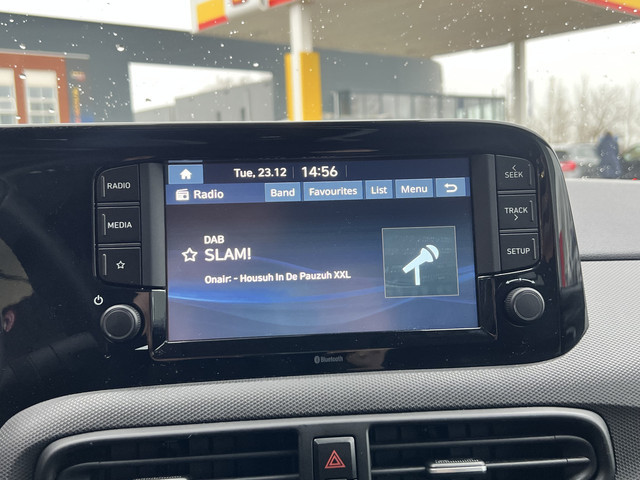 Tue, 23.12 14:56
Radio Band Favourites List Menu
DAB
SLAM!
Onair: - Housuh In De Pauzuh XXL
RADIO
MEDIA
SEEK
TRACK
SETUP
Bluetooth